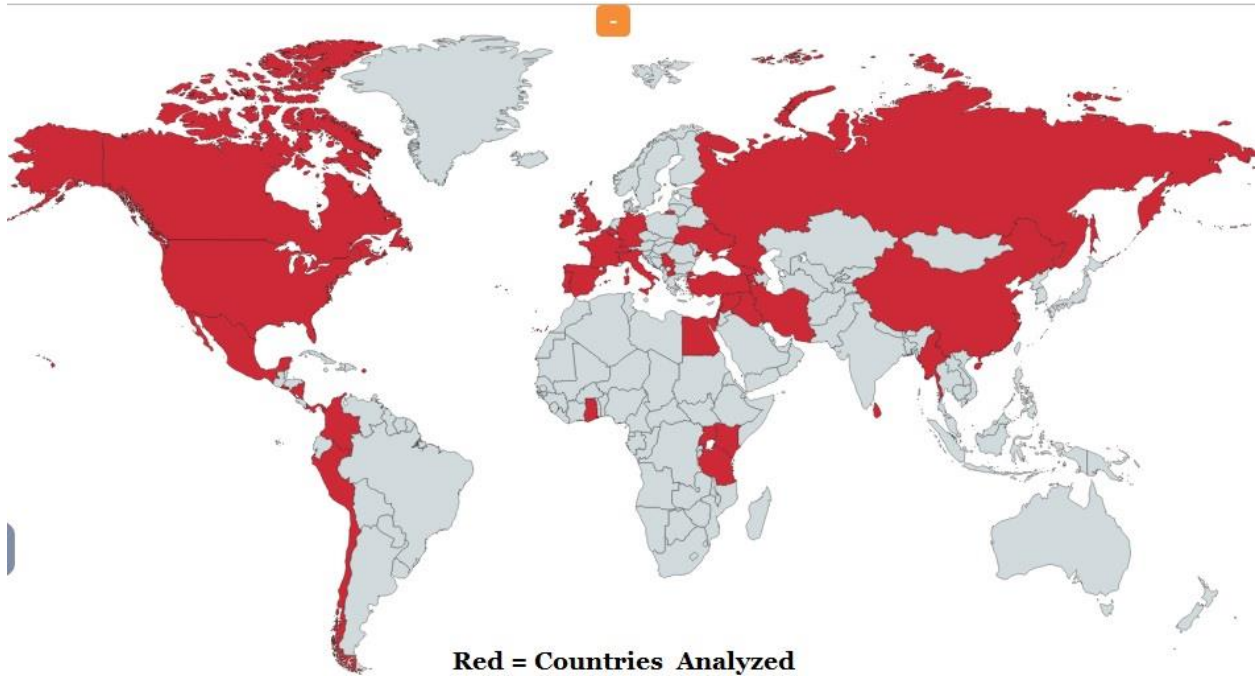 -
Red = Countries Analyzed